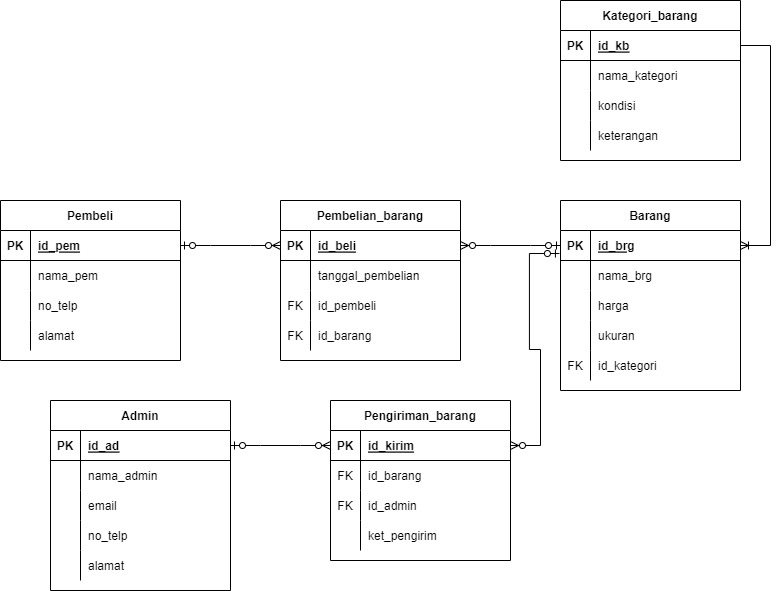 Kategori_barang
PK id_kb
nama_kategori
kondisi
keterangan
Pembeli
PK id_pem
nama_pem
no_telp
alamat
Pembelian_barang
PK id_beli
tanggal_pembelian
FK id_pembeli
FK id_barang
Barang
PK id_brg
nama_brg
harga
ukuran
FK id_kategori
Admin
PK id_ad
nama_admin
email
no_telp
alamat
Pengiriman_barang
PK id_kirim
FK id_barang
FK id_admin
ket_pengirim